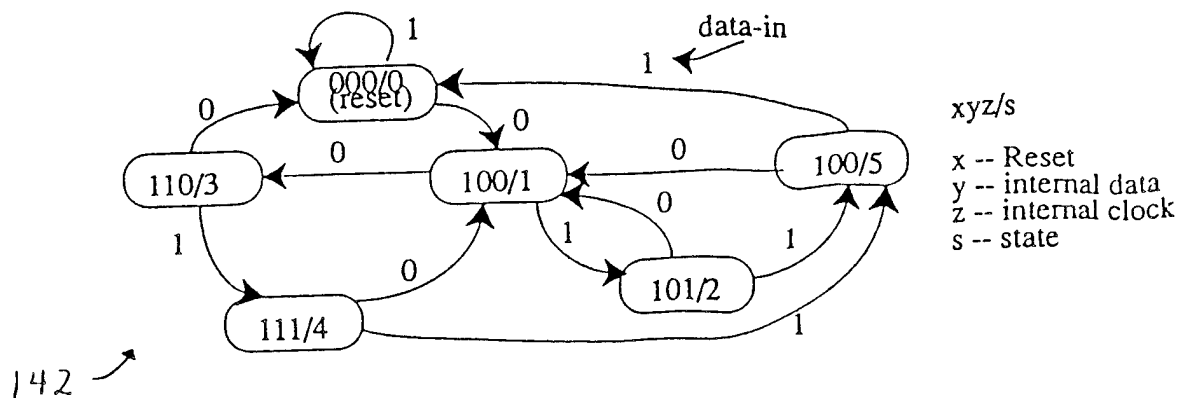 1
data-in
1
000/0
(reset)
0
0
xyz/s
0
0
110/3
100/1
100/5
x -- Reset
y -- internal data
z -- internal clock
s -- state
0
1
1
1
101/2
0
111/4
1
142